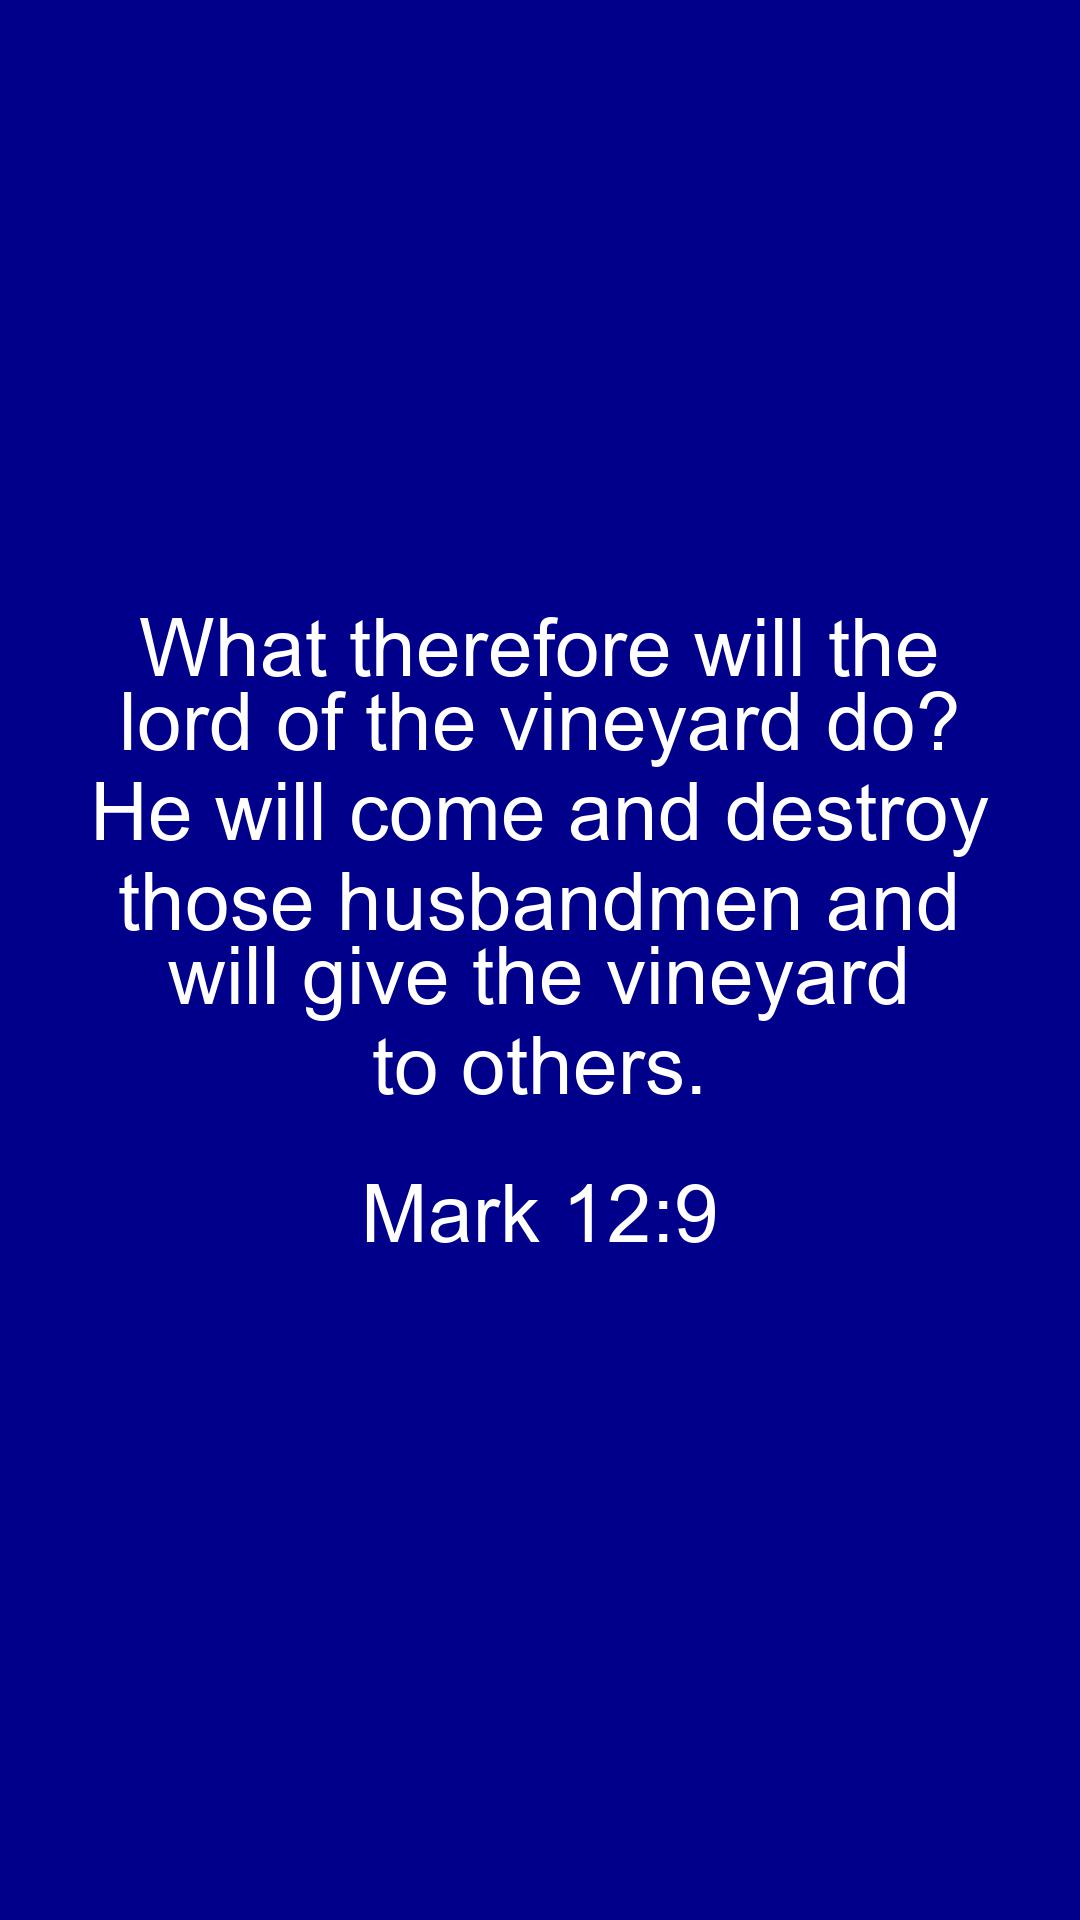 What therefore will the
lord of the vineyard do?
He will come and destroy
those husbandmen and
will give the vineyard
to others.
Mark 12:9